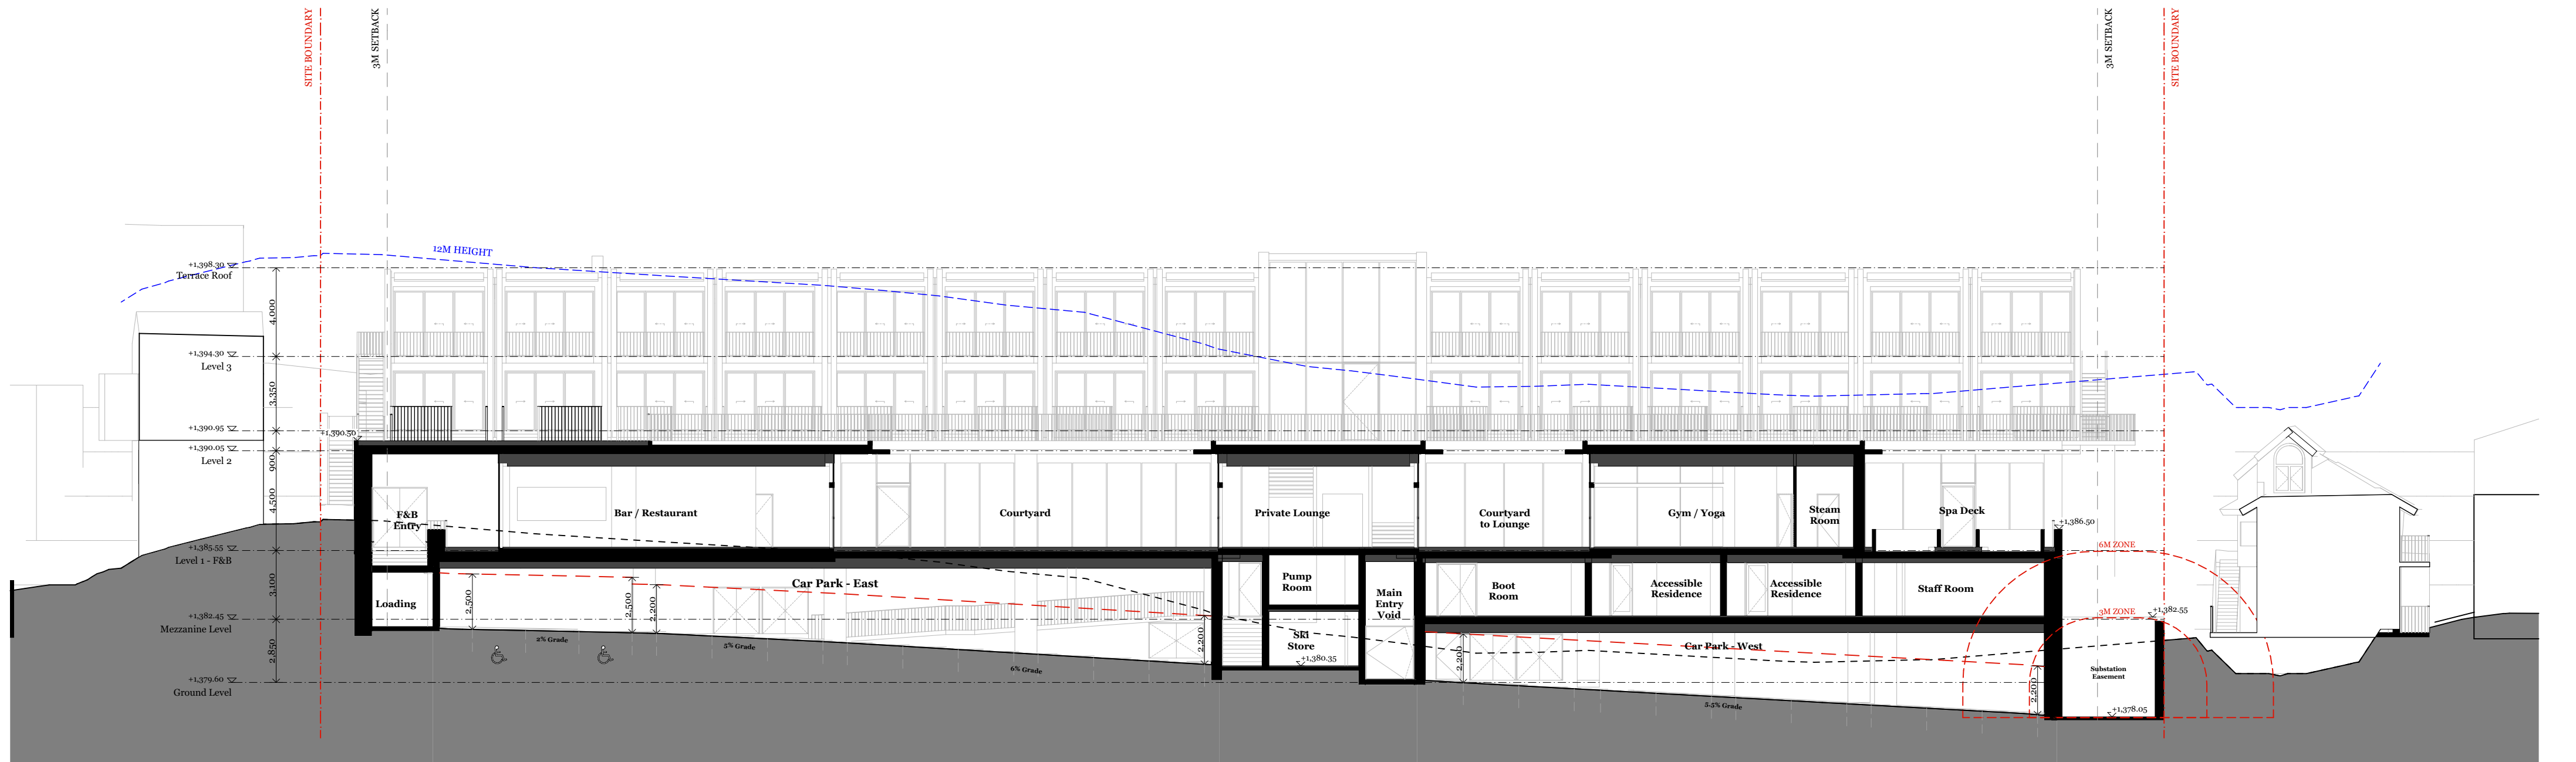 SITE BOUNDARY
3M SETBACK
3M SETBACK
SITE BOUNDARY
12M HEIGHT
+1,398.30
Terrace Roof
4,000
+1,394.30
Level 3
3,350
+1,390.95
+1,390.50
+1,390.05
Level 2
900
4,500
F&B
Entry
Bar / Restaurant
Courtyard
Private Lounge
Courtyard
to Lounge
Gym / Yoga
Steam
Room
Spa Deck
+1,386.50
+1,385.55
Level 1 - F&B
6M ZONE
3,100
Loading
2,500
2,500
2,200
Car Park - East
2,200
Pump
Room
Main
Entry
Void
Boot
Room
Accessible
Residence
Accessible
Residence
Staff Room
3M ZONE
+1,382.55
+1,382.45
Mezzanine Level
2,850
2% Grade
5% Grade
6% Grade
Ski
Store
+1,380.35
2,200
Car Park - West
2,200
Substation
Easement
+1,379.60
Ground Level
5.5% Grade
+1,378.05